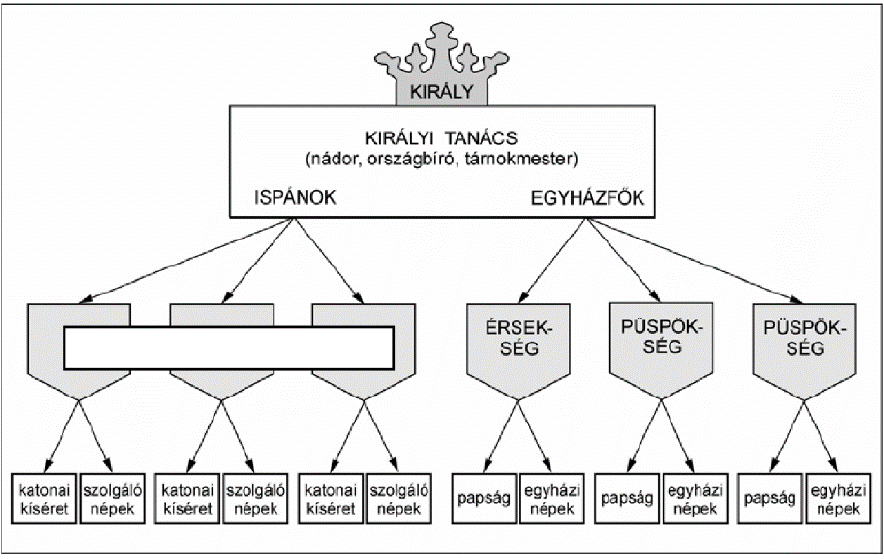 KIRÁLY
KIRÁLYI TANÁCS
(nádor, országbíró, tárnokmester)
ISPÁNOK
EGYHÁZFŐK
ÉRSEK-
SÉG
PÜSPÖK-
SÉG
PÜSPÖK-
SÉG
katonai
kíséret
szolgáló
népek
katonai
kíséret
szolgáló
népek
katonai
kíséret
szolgáló
népek
papság
egyházi
népek
papság
egyházi
népek
papság
egyházi
népek